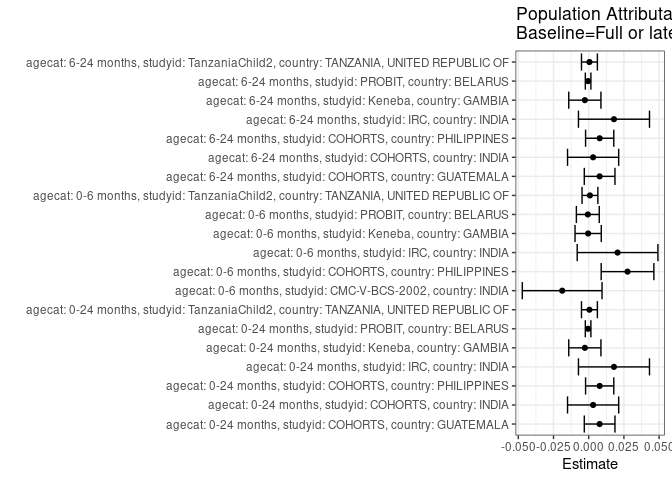 Population Attributa
Baseline=Full or late
agecat: 6-24 months, studyid: TanzaniaChild2, country: TANZANIA, UNITED REPUBLIC OF
agecat: 6-24 months, studyid: PROBIT, country: BELARUS
agecat: 6-24 months, studyid: Keneba, country: GAMBIA
agecat: 6-24 months, studyid: IRC, country: INDIA
agecat: 6-24 months, studyid: COHORTS, country: PHILIPPINES
agecat: 6-24 months, studyid: COHORTS, country: INDIA
agecat: 6-24 months, studyid: COHORTS, country: GUATEMALA
agecat: 0-6 months, studyid: TanzaniaChild2, country: TANZANIA, UNITED REPUBLIC OF
agecat: 0-6 months, studyid: PROBIT, country: BELARUS
agecat: 0-6 months, studyid: Keneba, country: GAMBIA
agecat: 0-6 months, studyid: IRC, country: INDIA
agecat: 0-6 months, studyid: COHORTS, country: PHILIPPINES
agecat: 0-6 months, studyid: CMC-V-BCS-2002, country: INDIA
agecat: 0-24 months, studyid: TanzaniaChild2, country: TANZANIA, UNITED REPUBLIC OF
agecat: 0-24 months, studyid: PROBIT, country: BELARUS
agecat: 0-24 months, studyid: Keneba, country: GAMBIA
agecat: 0-24 months, studyid: IRC, country: INDIA
agecat: 0-24 months, studyid: COHORTS, country: PHILIPPINES
agecat: 0-24 months, studyid: COHORTS, country: INDIA
agecat: 0-24 months, studyid: COHORTS, country: GUATEMALA
-0.050 -0.025 0.000 0.025 0.050
Estimate